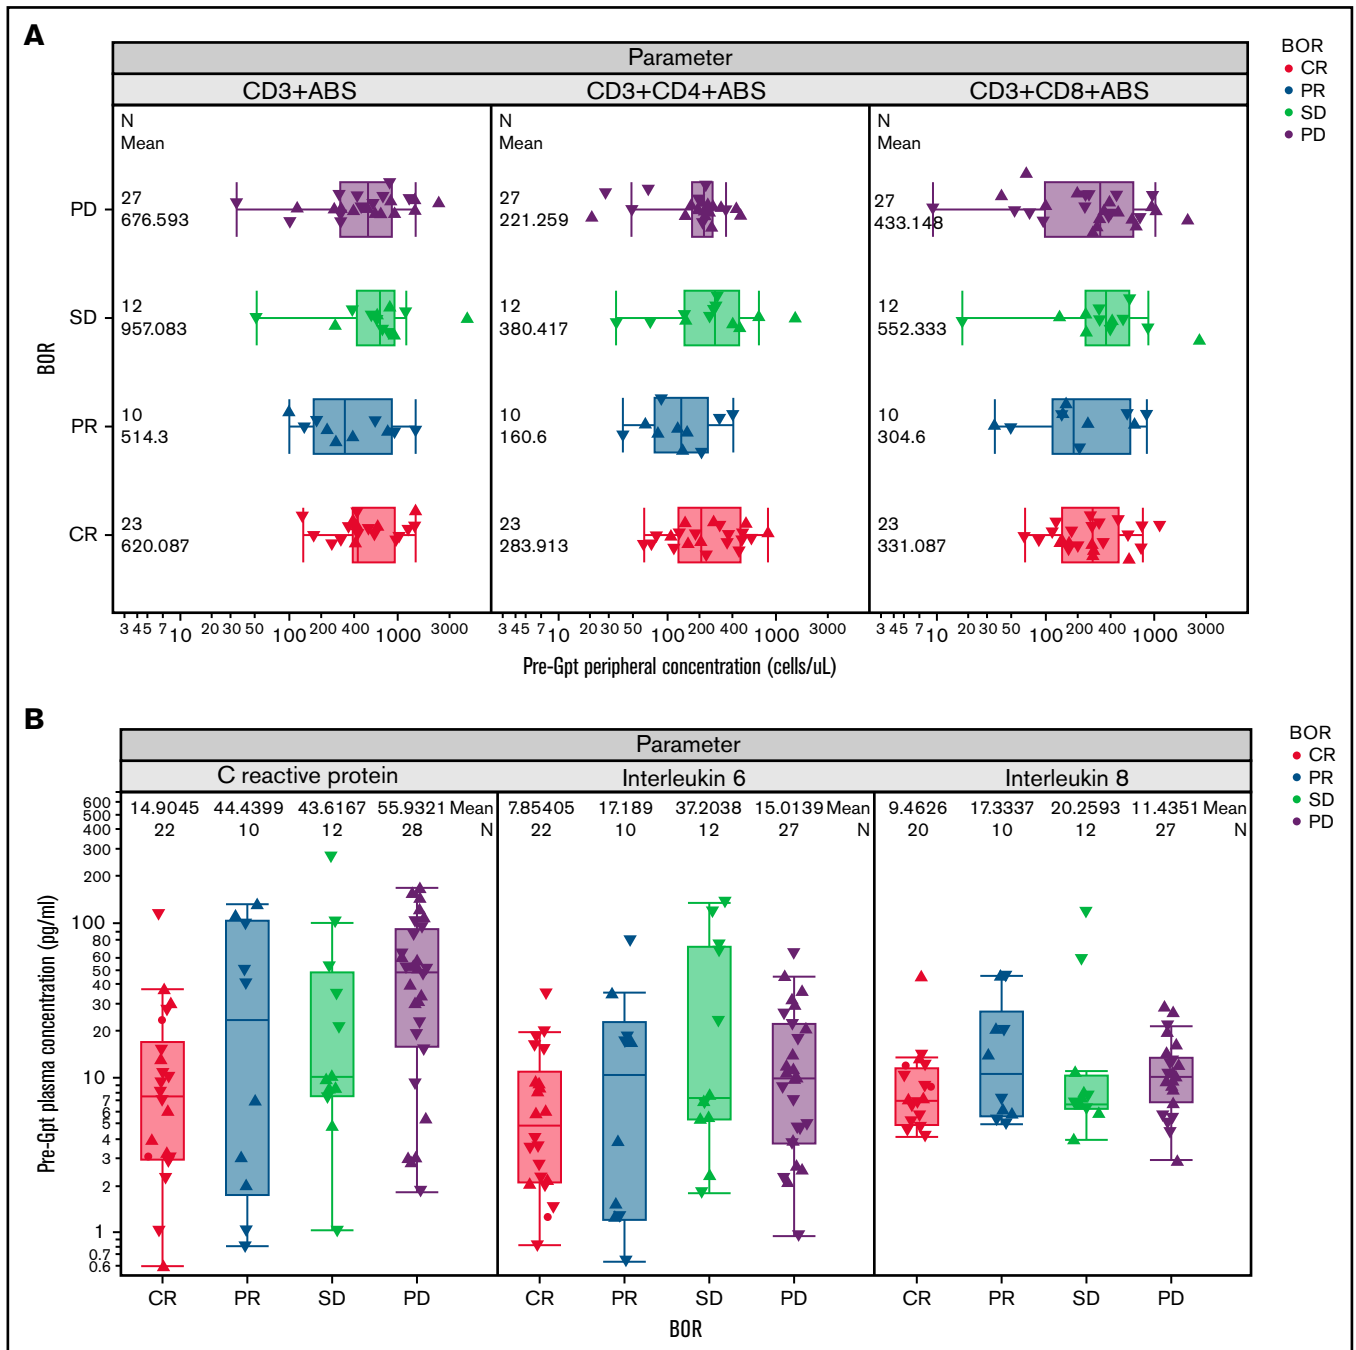 A
Parameter
CD3+ABS CD3+CD4+ABS CD3+CD8+ABS
BOR
CR
PR
SD
PD
N N N
Mean Mean Mean
PD
27 27 27
676.593 221.259 433.148
SD
12 12 12
957.083 380.417 552.333
BOR
PR
10 10 10
514.3 160.6 304.6
CR
23 23 23
620.087 283.913 331.087
3 45 7 10 20 30 50 100 200 400 1000 3000 3 45 7 10 20 30 50 100 200 400 1000 3000 3 45 7 10 20 30 50 100 200 400 1000 3000
Pre-Gpt peripheral concentration (cells/uL)
B
Parameter
C reactive protein Interleukin 6 Interleukin 8
BOR
CR
PR
SD
PD
14.9045 44.4399 43.6167 55.9321 Mean 7.85405 17.189 37.2038 15.0139 Mean 9.4626 17.3337 20.2593 11.4351 Mean
22 10 12 28 N 22 10 12 27 N 20 10 12 27 N
600
500
400
300
200
100
80
60
50
40
30
20
10
7
6
5
4
3
2
1
0.7
0.6
Pre-Gpt plasma concentration (pg/ml)
CR PR SD PD CR PR SD PD CR PR SD PD
BOR